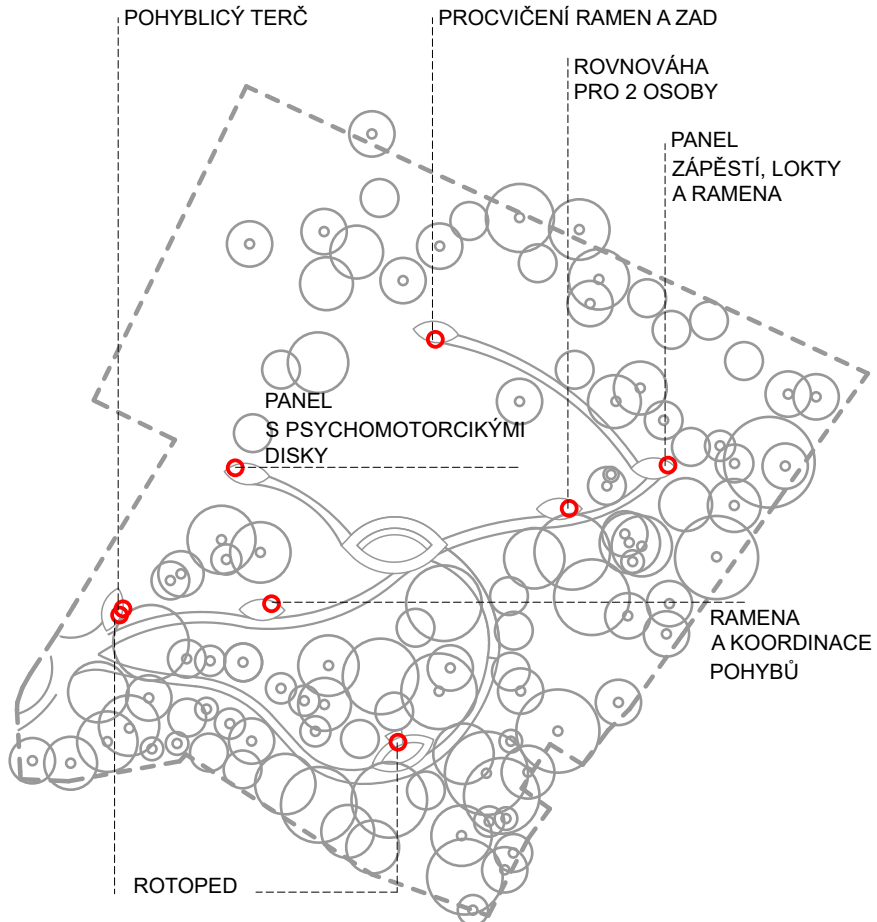 POHYBLICÝ TERČ
PROCVIČENÍ RAMEN A ZAD
ROVNOVÁHA
PRO 2 OSOBY
PANEL
ZÁPĚSTÍ, LOKTY
A RAMENA
PANEL
S PSYCHOMOTORCIKÝMI
DISKY
RAMENA
A KOORDINACE
POHYBŮ
ROTOPED